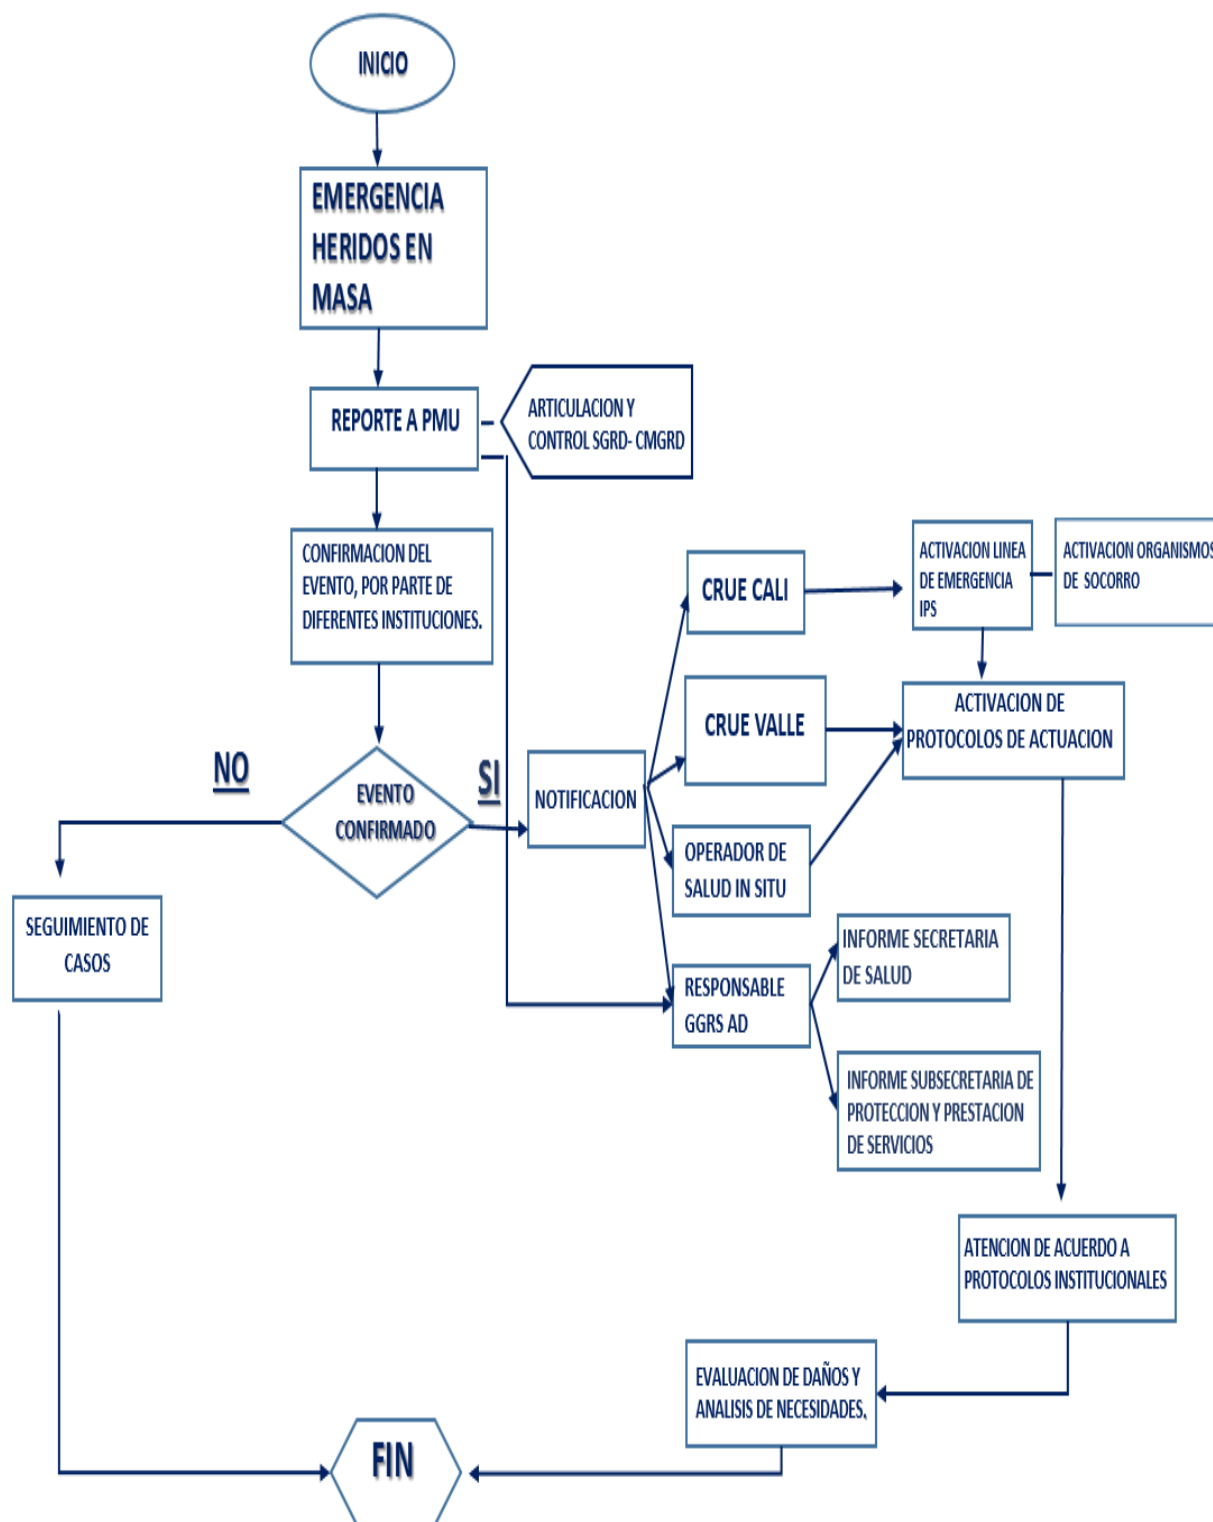 INICIO
EMERGENCIA
HERIDOS EN
MASA
REPORTE A PMU
ARTICULACION Y
CONTROL SGRD- CMGRD
CONFIRMACION DEL
EVENTO, POR PARTE DE
DIFERENTES INSTITUCIONES.
EVENTO
CONFIRMADO
NO
SI
SEGUIMIENTO DE
CASOS
NOTIFICACION
CRUE CALI
CRUE VALLE
OPERADOR DE
SALUD IN SITU
RESPONSABLE
GGRS AD
ACTIVACION LINEA
DE EMERGENCIA
IPS
ACTIVACION ORGANISMOS
DE SOCORRO
ACTIVACION DE
PROTOCOLOS DE ACTUACION
INFORME SECRETARIA
DE SALUD
INFORME SUBSECRETARIA DE
PROTECCION Y PRESTACION
DE SERVICIOS
ATENCION DE ACUERDO A
PROTOCOLOS INSTITUCIONALES
EVALUACION DE DAÑOS Y
ANALISIS DE NECESIDADES.
FIN